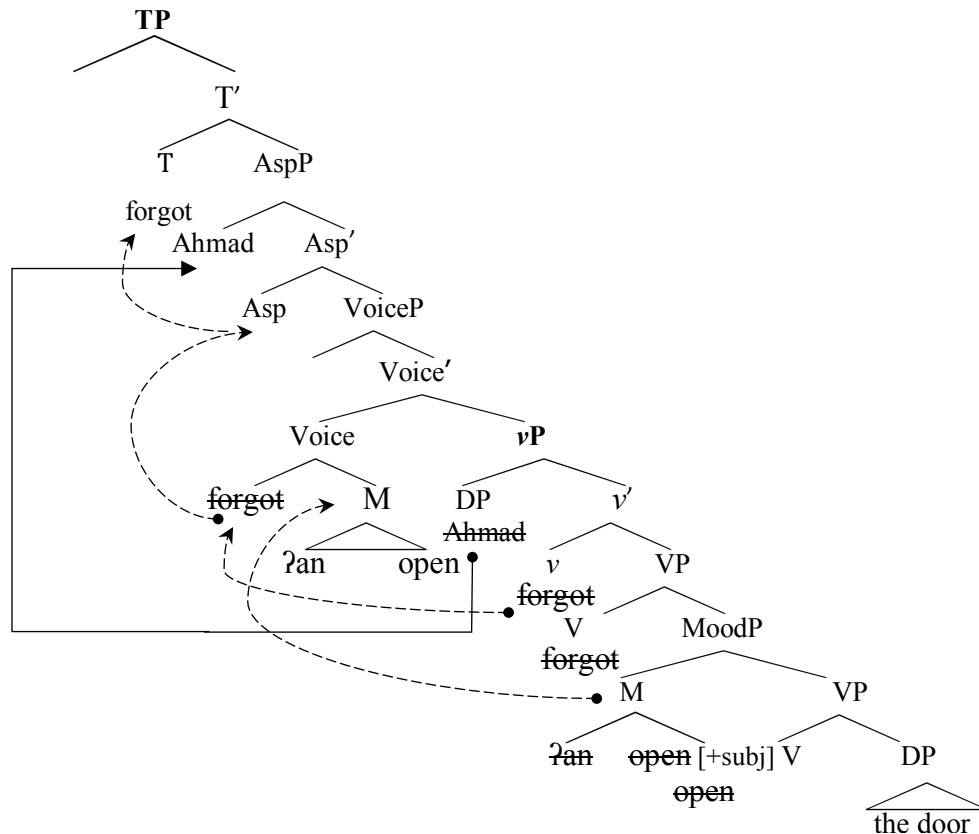 TP
T′
T AspP
forgot
Ahmad Asp′
Asp VoiceP
Voice′
Voice vP
forgot M DP v'
Ahmad
ʔan open v VP
forgot
V MoodP
forgot
M VP
ʔan open [+subj] V DP
open
the door